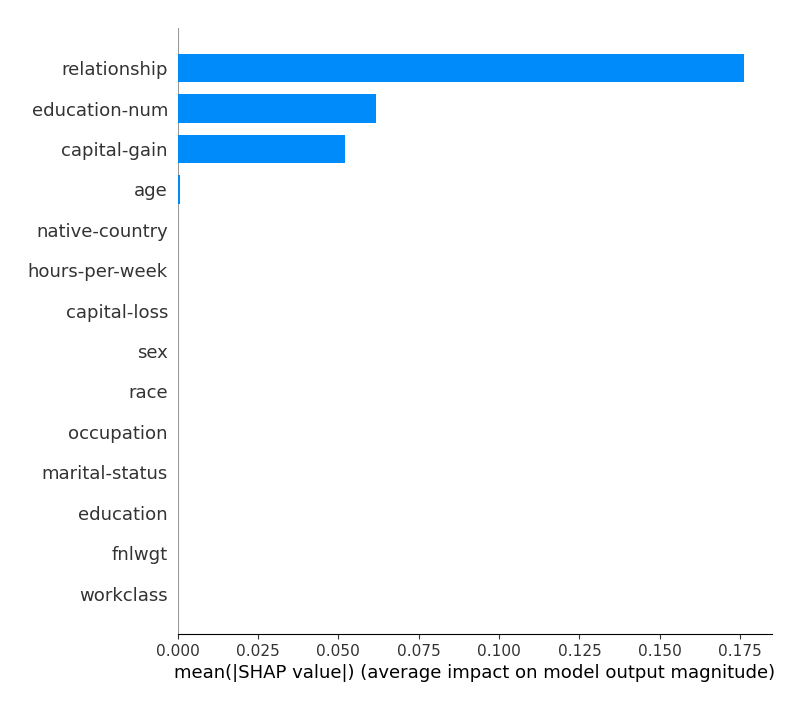 relationship
education-num
capital-gain
age
native-country
hours-per-week
capital-loss
sex
race
occupation
marital-status
education
fnlwgt
workclass
0.000 0.025 0.050 0.075 0.100 0.125 0.150 0.175
mean(|SHAP value|) (average impact on model output magnitude)